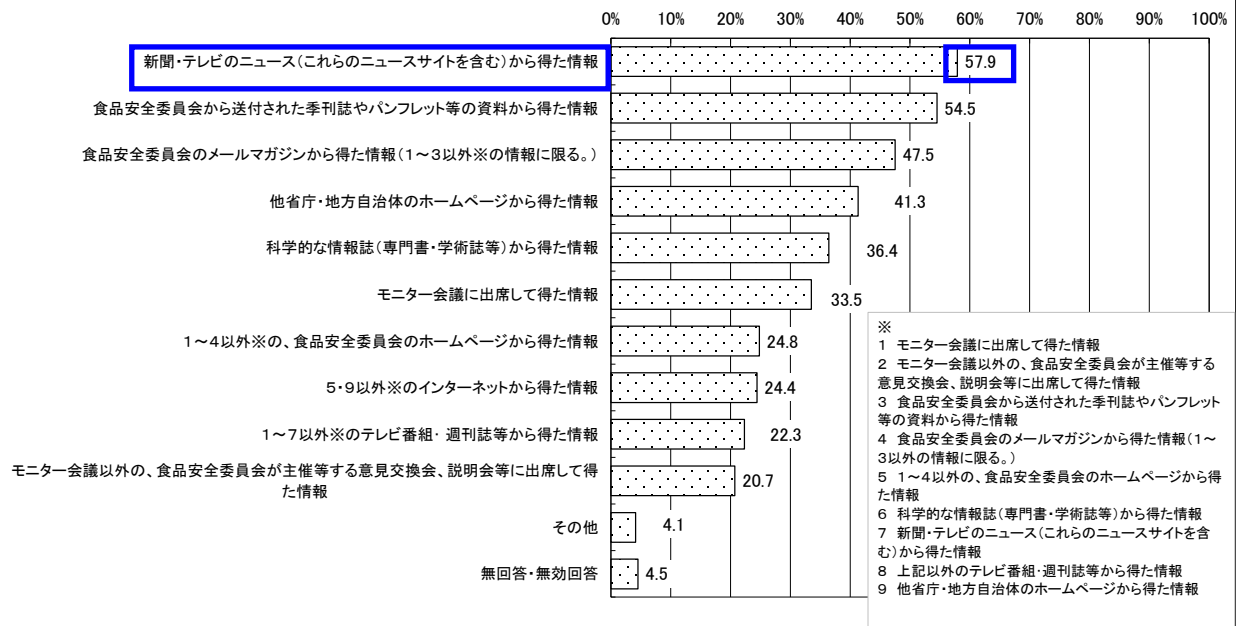 0% 10% 20% 30% 40% 50% 60% 70% 80% 90% 100%
新聞・テレビのニュース(これらのニュースサイトを含む)から得た情報 57.9
食品安全委員会から送付された季刊誌やパンフレット等の資料から得た情報 54.5
食品安全委員会のメールマガジンから得た情報(1~3以外※の情報に限る。) 47.5
他省庁・地方自治体のホームページから得た情報 41.3
科学的な情報誌(専門書・学術誌等)から得た情報 36.4
モニター会議に出席して得た情報 33.5
1~4以外※の、食品安全委員会のホームページから得た情報 24.8
5・9以外※のインターネットから得た情報 24.4
1~7以外※のテレビ番組・週刊誌等から得た情報 22.3
モニター会議以外の、食品安全委員会が主催等する意見交換会、説明会等に出席して得
た情報 20.7
その他 4.1
無回答・無効回答 4.5
※
1 モニター会議に出席して得た情報
2 モニター会議以外の、食品安全委員会が主催等する
意見交換会、説明会等に出席して得た情報
3 食品安全委員会から送付された季刊誌やパンフレット
等の資料から得た情報
4 食品安全委員会のメールマガジンから得た情報(1~
3以外の情報に限る。)
5 1~4以外の、食品安全委員会のホームページから得
た情報
6 科学的な情報誌(専門書・学術誌等)から得た情報
7 新聞・テレビのニュース(これらのニュースサイトを含
む)から得た情報
8 上記以外のテレビ番組・週刊誌等から得た情報
9 他省庁・地方自治体のホームページから得た情報